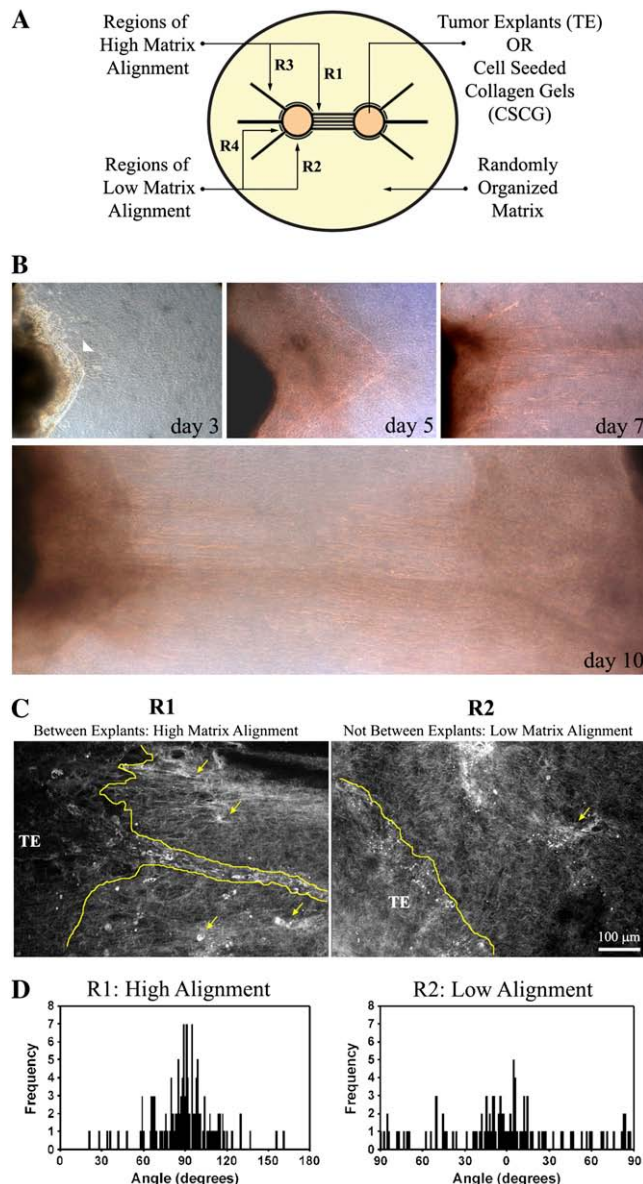 A
Regions of
High Matrix
Alignment
R3
R1
Tumor Explants (TE)
OR
Cell Seeded
Collagen Gels
(CSCG)
R4
R2
Regions of
Low Matrix
Alignment
Randomly
Organized
Matrix
B
day 3
day 5
day 7
day 10
C
R1
Between Explants: High Matrix Alignment
R2
Not Between Explants: Low Matrix Alignment
TE
TE
100 μm
D
R1: High Alignment
Frequency
8
7
6
5
4
3
2
1
0
0 30 60 90 120 150 180
Angle (degrees)
R2: Low Alignment
Frequency
8
7
6
5
4
3
2
1
0
90 60 30 0 30 60 90
Angle (degrees)